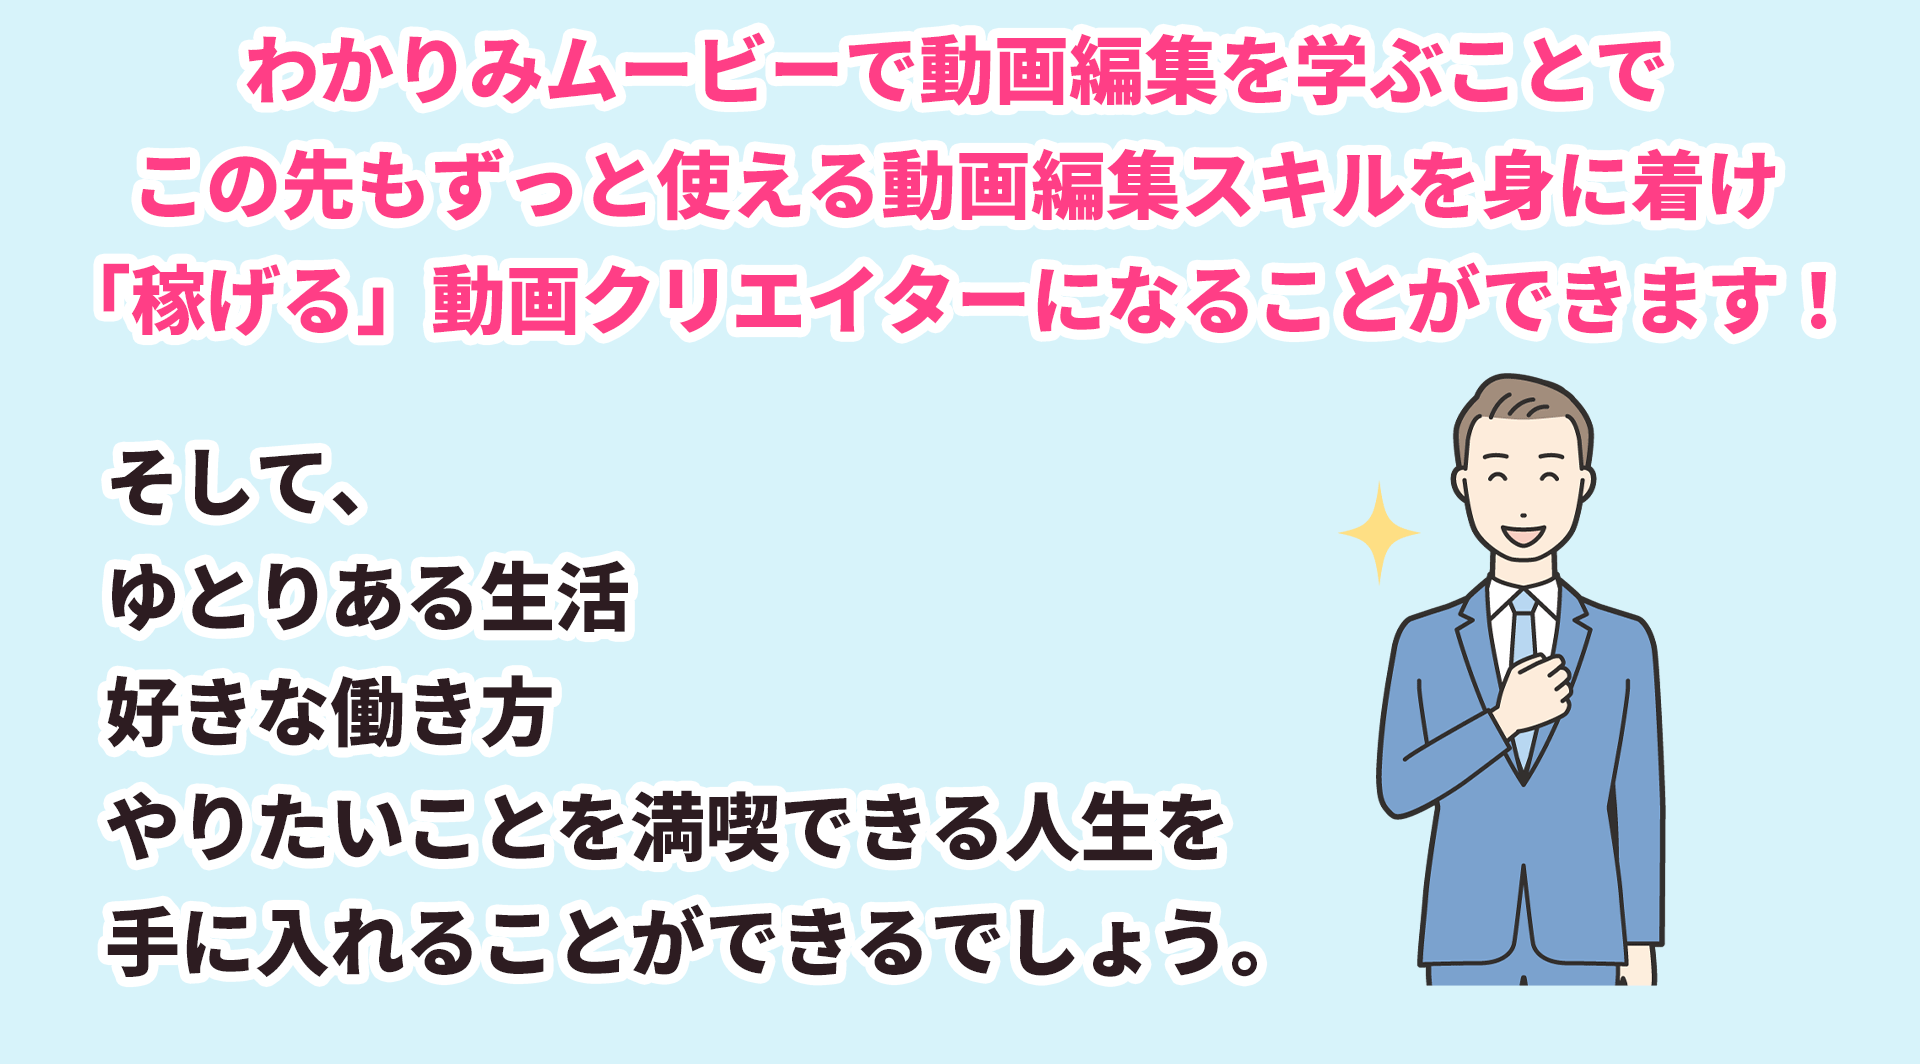 わかりみムービーで動画編集を学ぶことで
この先もずっと使える動画編集スキルを身に着け
「稼げる」動画クリエイターになることができます！
そして、
ゆとりある生活
好きな働き方
やりたいことを満喫できる人生を
手に入れることができるでしょう。